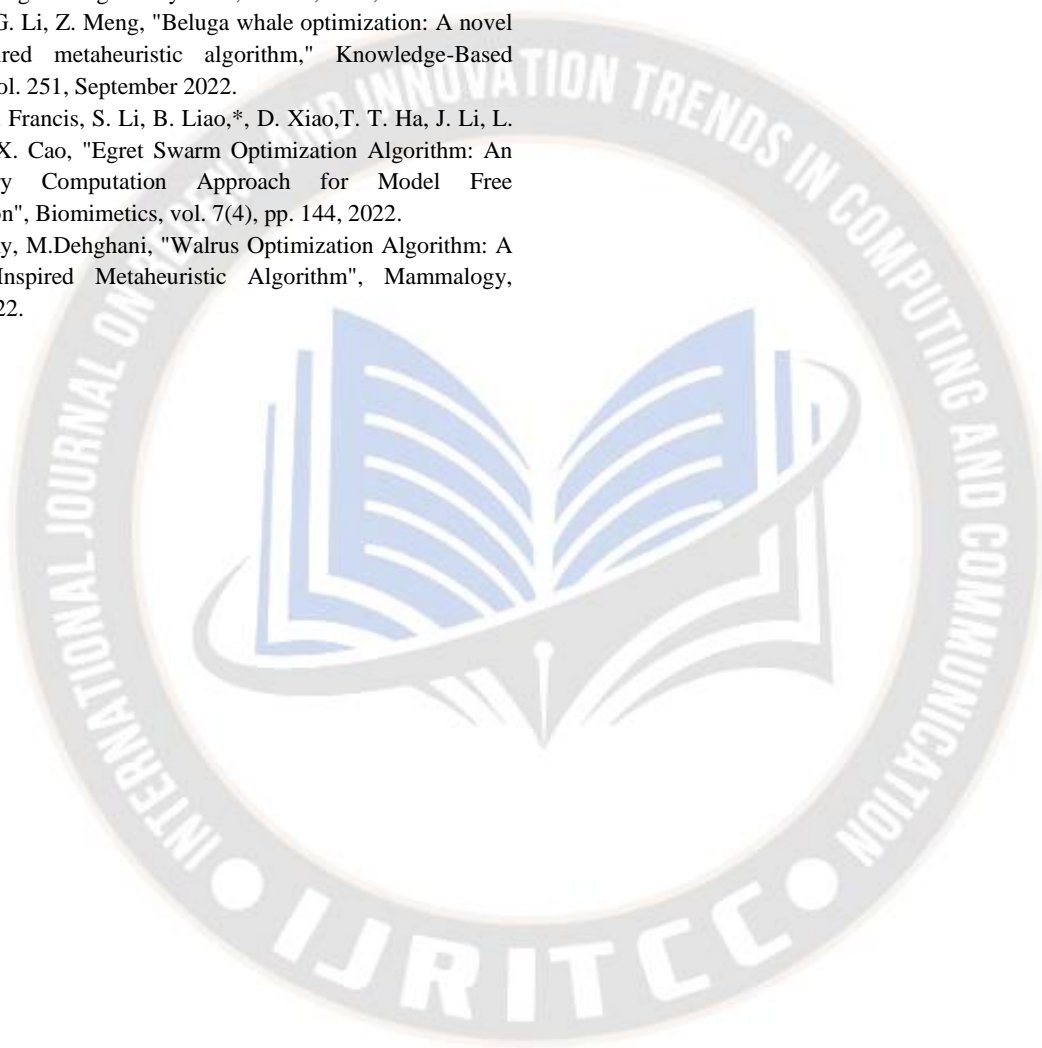 G. Li, Z. Meng, "Beluga whale optimization: A novel
ired metaheuristic algorithm," Knowledge-Based
ol. 251, September 2022.
Francis, S. Li, B. Liao,*, D. Xiao,T. T. Ha, J. Li, L.
X. Cao, "Egret Swarm Optimization Algorithm: An
ry Computation Approach for Model Free
on", Biomimetics, vol. 7(4), pp. 144, 2022.
y, M.Dehghani, "Walrus Optimization Algorithm: A
Inspired Metaheuristic Algorithm", Mammalogy,
22.
INTERNATIONAL JOURNAL ON RECENT AND INNOVATION TRENDS IN COMPUTING AND COMMUNICATION
IJRITCC